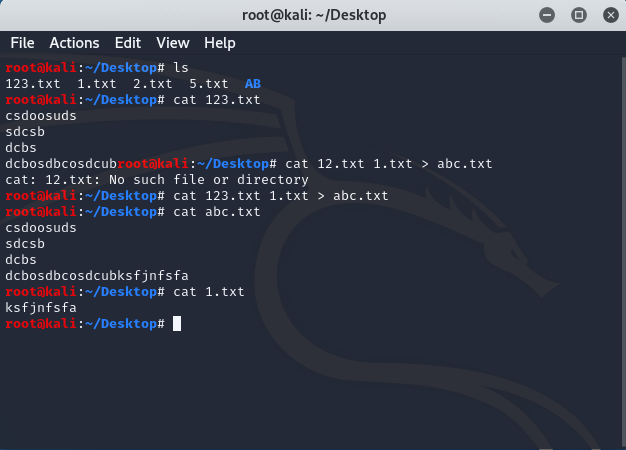 root@kali: ~/Desktop
File Actions Edit View Help
root@kali:~/Desktop# ls
123.txt 1.txt 2.txt 5.txt AB
root@kali:~/Desktop# cat 123.txt
csdoosuds
sdcsb
dcbs
dcbosdbcosdcubroot@kali:~/Desktop# cat 12.txt 1.txt > abc.txt
cat: 12.txt: No such file or directory
root@kali:~/Desktop# cat 123.txt 1.txt > abc.txt
root@kali:~/Desktop# cat abc.txt
csdoosuds
sdcsb
dcbs
dcbosdbcosdcubksfjnfsfa
root@kali:~/Desktop# cat 1.txt
ksfjnfsfa
root@kali:~/Desktop#